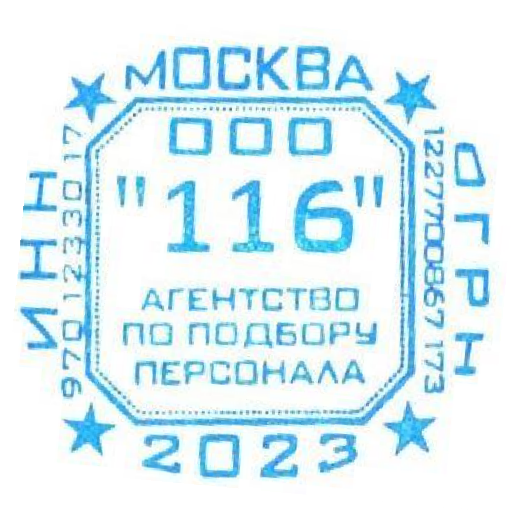 МОСКВА
ООО
"116"
АГЕНТСТВО
ПО ПОДБОРУ
ПЕРСОНАЛА
2023
ИНН
9701233017
ОГРН
1227700867173